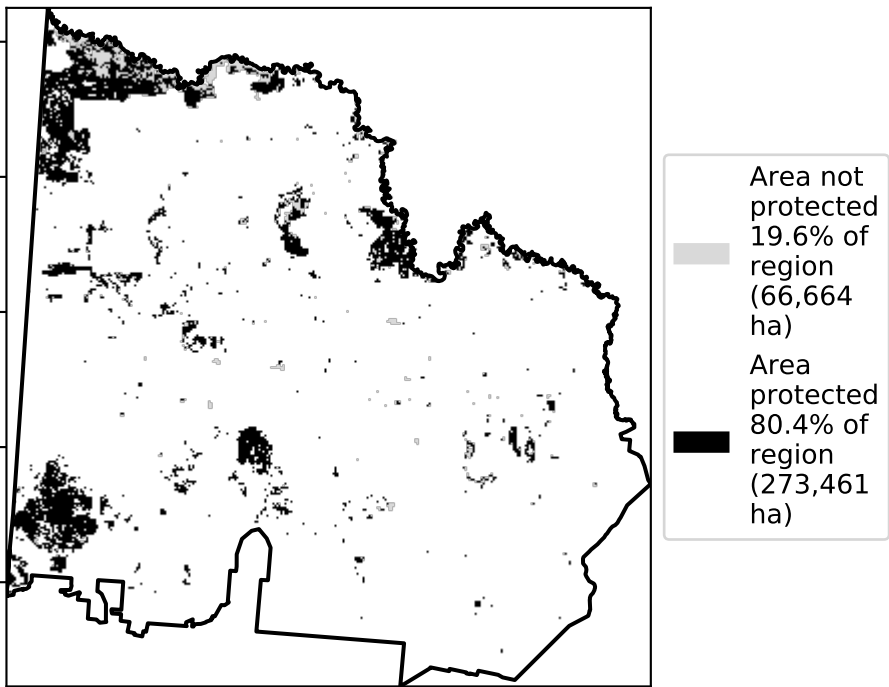 Area not
protected
19.6% of
region
(66,664
ha)
Area
protected
80.4% of
region
(273,461
ha)